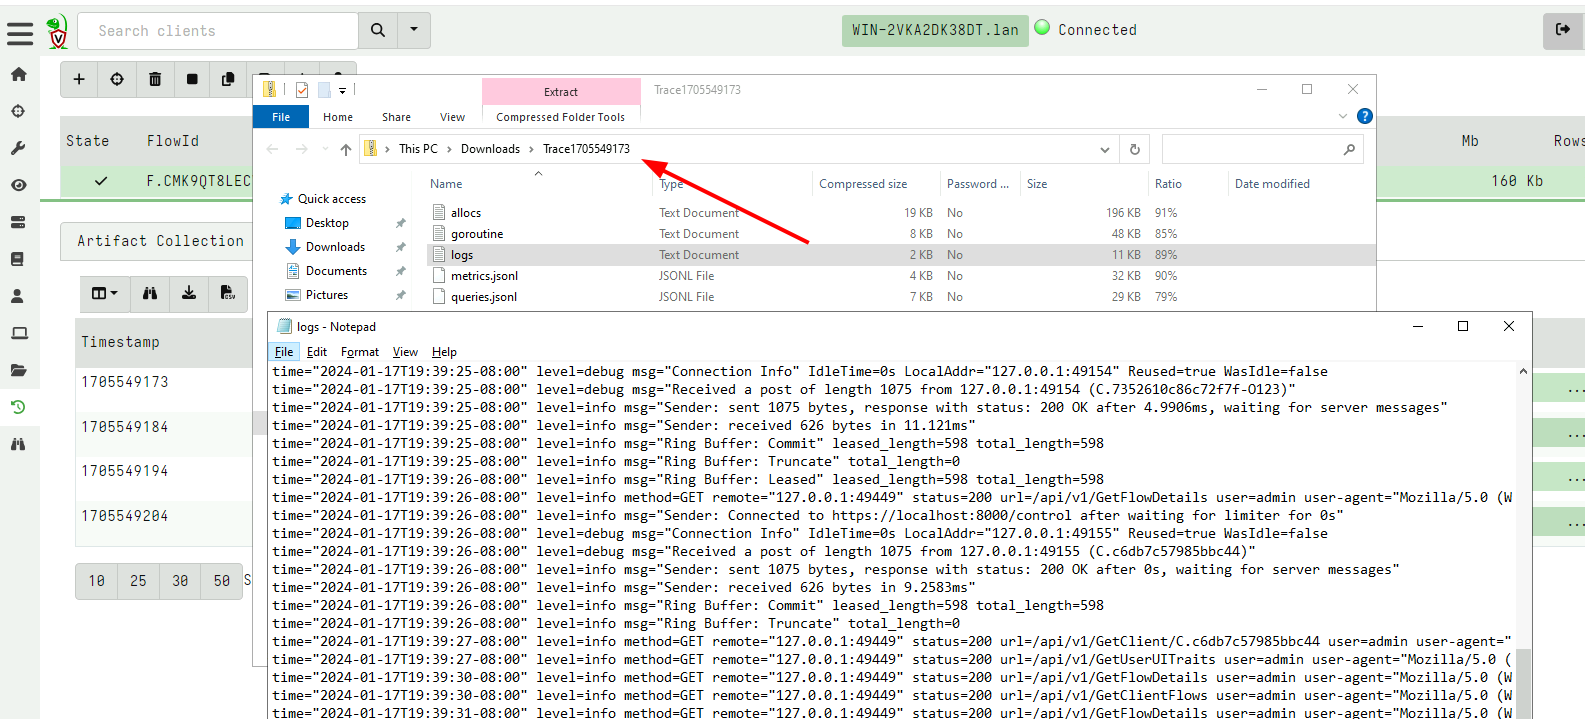 Search clients
WIN-2VKA2DK38DT.lan
Connected
Extract
Trace1705549173
File
Home
Share
View
Compressed Folder Tools
State
FlowId
Mb
Rows
This PC
Downloads
Trace1705549173
F.CMK9QT8LEC
160 Kb
Name
Type
Compressed size
Password ...
Size
Ratio
Date modified
Quick access
Desktop
Downloads
Documents
Pictures
allocs Text Document 19 KB No 196 KB 91%
goroutine Text Document 8 KB No 48 KB 85%
logs Text Document 2 KB No 11 KB 89%
metrics.jsonl JSONL File 4 KB No 32 KB 90%
queries.jsonl JSONL File 7 KB No 29 KB 79%
Artifact Collection
CSV
Timestamp
1705549173
1705549184
1705549194
1705549204
10 25 30 50 S
logs - Notepad
File Edit Format View Help
time="2024-01-17T19:39:25-08:00" level=debug msg="Connection Info" IdleTime=0s LocalAddr="127.0.0.1:49154" Reused=true WasIdle=false
time="2024-01-17T19:39:25-08:00" level=debug msg="Received a post of length 1075 from 127.0.0.1:49154 (C.7352610c86c72f7f-O123)"
time="2024-01-17T19:39:25-08:00" level=info msg="Sender: sent 1075 bytes, response with status: 200 OK after 4.9906ms, waiting for server messages"
time="2024-01-17T19:39:25-08:00" level=info msg="Sender: received 626 bytes in 11.121ms"
time="2024-01-17T19:39:25-08:00" level=info msg="Ring Buffer: Commit" leased_length=598 total_length=598
time="2024-01-17T19:39:25-08:00" level=info msg="Ring Buffer: Truncate" total_length=0
time="2024-01-17T19:39:26-08:00" level=info msg="Ring Buffer: Leased" leased_length=598 total_length=598
time="2024-01-17T19:39:26-08:00" level=info method=GET remote="127.0.0.1:49449" status=200 url=/api/v1/GetFlowDetails user=admin user-agent="Mozilla/5.0 (W
time="2024-01-17T19:39:26-08:00" level=info msg="Sender: Connected to https://localhost:8000/control after waiting for limiter for 0s"
time="2024-01-17T19:39:26-08:00" level=debug msg="Connection Info" IdleTime=0s LocalAddr="127.0.0.1:49155" Reused=true WasIdle=false
time="2024-01-17T19:39:26-08:00" level=debug msg="Received a post of length 1075 from 127.0.0.1:49155 (C.c6db7c57985bbc44)"
time="2024-01-17T19:39:26-08:00" level=info msg="Sender: sent 1075 bytes, response with status: 200 OK after 0s, waiting for server messages"
time="2024-01-17T19:39:26-08:00" level=info msg="Sender: received 626 bytes in 9.2583ms"
time="2024-01-17T19:39:26-08:00" level=info msg="Ring Buffer: Commit" leased_length=598 total_length=598
time="2024-01-17T19:39:26-08:00" level=info msg="Ring Buffer: Truncate" total_length=0
time="2024-01-17T19:39:27-08:00" level=info method=GET remote="127.0.0.1:49449" status=200 url=/api/v1/GetClient/C.c6db7c57985bbc44 user=admin user-agent="
time="2024-01-17T19:39:27-08:00" level=info method=GET remote="127.0.0.1:49449" status=200 url=/api/v1/GetUserUITraits user=admin user-agent="Mozilla/5.0 (
time="2024-01-17T19:39:30-08:00" level=info method=GET remote="127.0.0.1:49449" status=200 url=/api/v1/GetFlowDetails user=admin user-agent="Mozilla/5.0 (W
time="2024-01-17T19:39:30-08:00" level=info method=GET remote="127.0.0.1:49449" status=200 url=/api/v1/GetClientFlows user=admin user-agent="Mozilla/5.0 (W
time="2024-01-17T19:39:31-08:00" level=info method=GET remote="127.0.0.1:49449" status=200 url=/api/v1/GetFlowDetails user=admin user-agent="Mozilla/5.0 (W